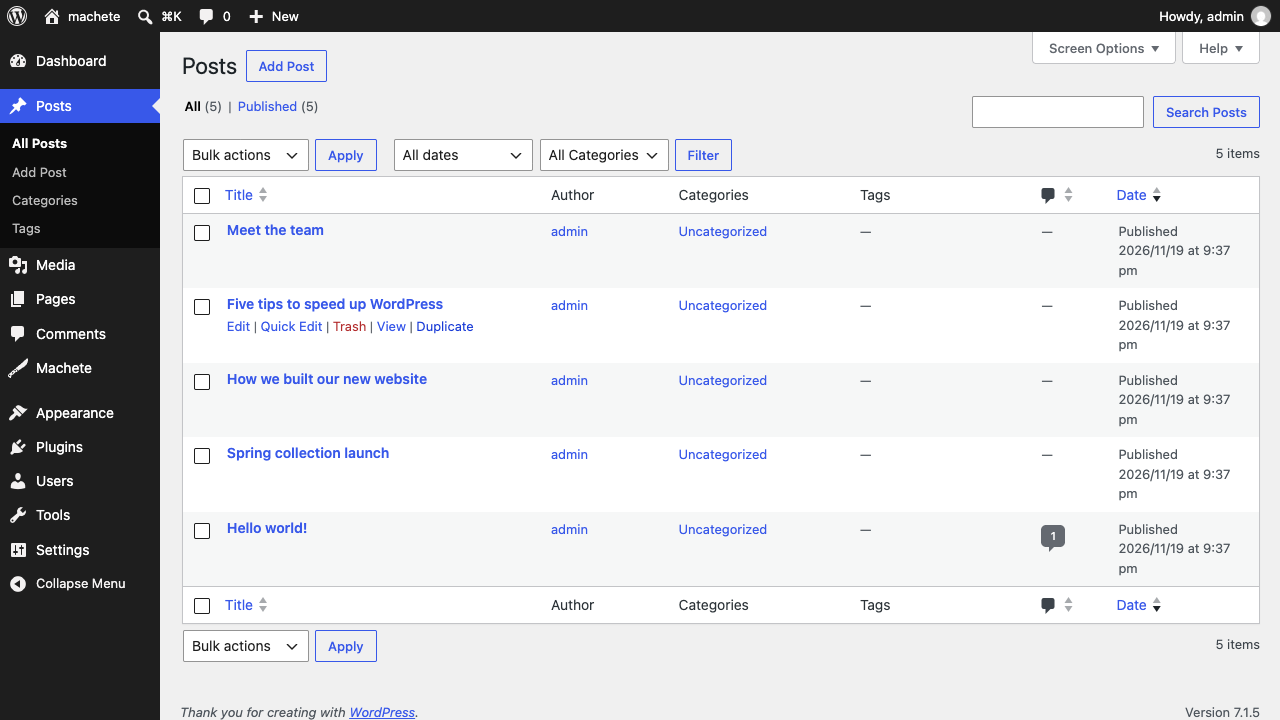 machete ⌘K 0 New Howdy, admin
Dashboard
Posts
All Posts
Add Post
Categories
Tags
Media
Pages
Comments
Machete
Appearance
Plugins
Users
Tools
Settings
Collapse Menu
Screen Options Help
Posts Add Post
All (5) | Published (5)
Search Posts
Bulk actions Apply All dates All Categories Filter 5 items
Title Author Categories Tags Date
Meet the team admin Uncategorized — — Published
2026/11/19 at 9:37
pm
Five tips to speed up WordPress admin Uncategorized — — Published
Edit | Quick Edit | Trash | View | Duplicate 2026/11/19 at 9:37
pm
How we built our new website admin Uncategorized — — Published
2026/11/19 at 9:37
pm
Spring collection launch admin Uncategorized — — Published
2026/11/19 at 9:37
pm
Hello world! admin Uncategorized — 1 Published
2026/11/19 at 9:37
pm
Title Author Categories Tags Date
Bulk actions Apply 5 items
Thank you for creating with WordPress. Version 7.1.5